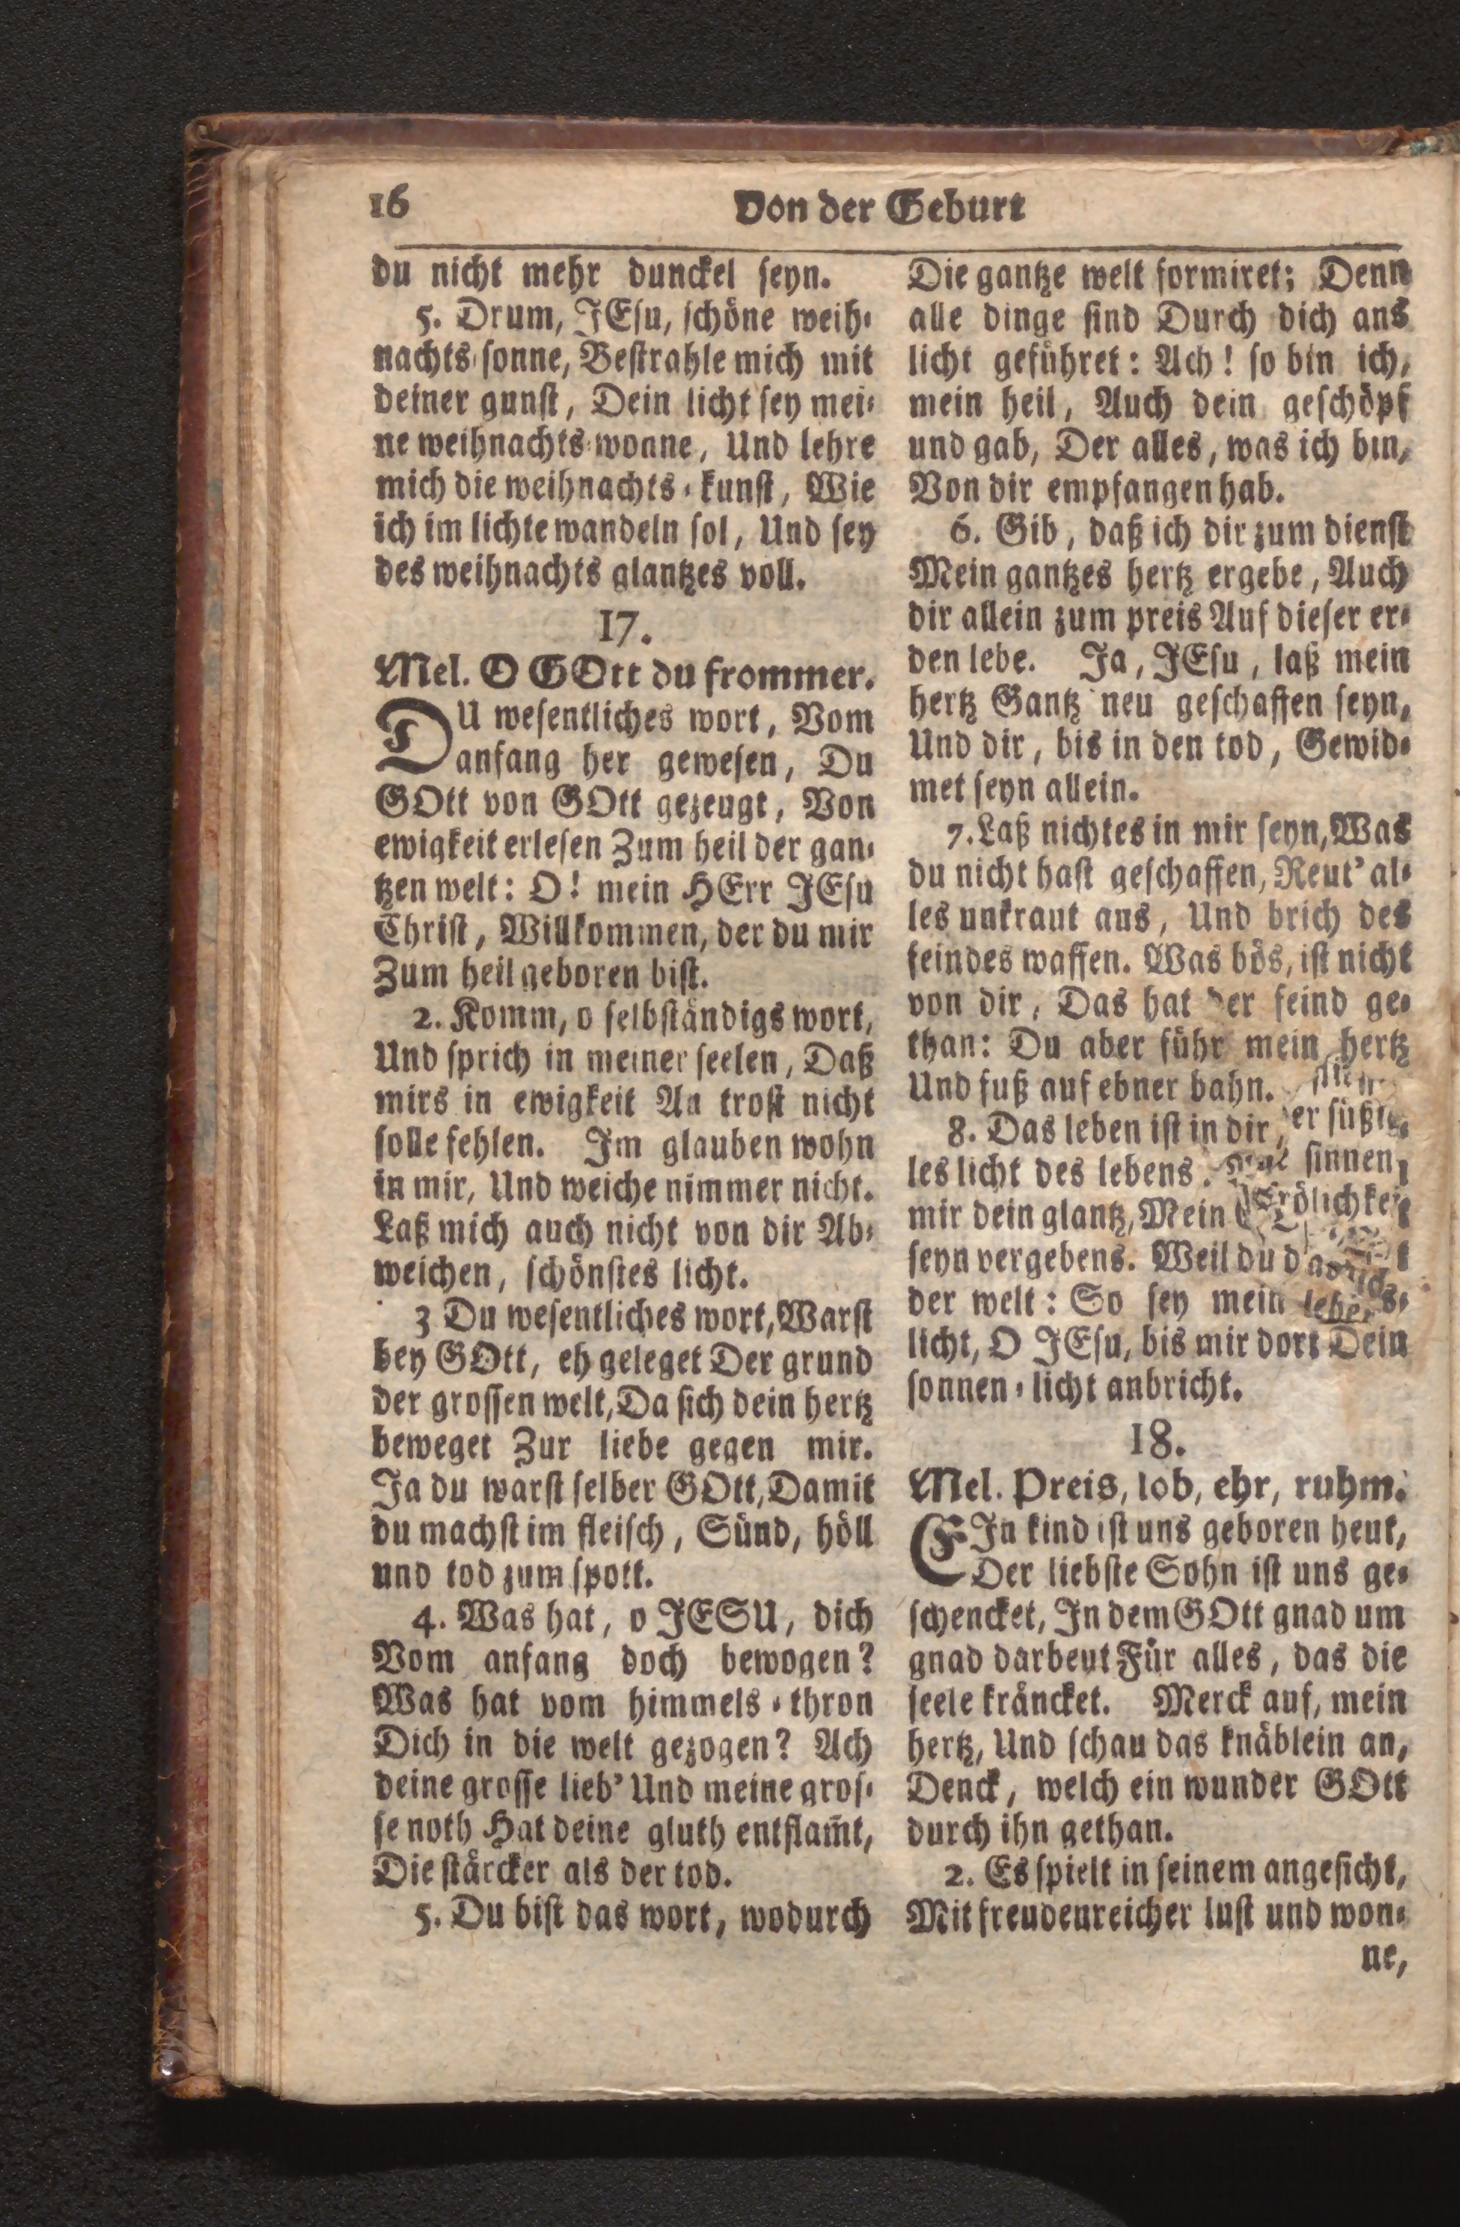 16 Von der Geburt
du nicht mehr dunckel seyn.
5. Drum, JEsu, schöne weih-
nachts-sonne, Bestrahle mich mit
deiner gunst, Dein licht sey mei-
ne weihnachts-wonne, Und lehre
mich die weihnachts-kunst, Wie
ich im lichte wandeln sol, Und sey
des weihnachts glantzes voll.
17.
Mel. O GOtt du frommer.
DU wesentliches wort, Vom
anfang her gewesen, Du
GOtt von GOtt gezeugt, Von
ewigkeit erlesen Zum heil der gan-
tzen welt: O! mein HErr JEsu
Christ, Willkommen, der du mir
Zum heil geboren bist.
2. Komm, o selbständigs wort,
Und sprich in meiner seelen, Daß
mirs in ewigkeit An trost nicht
solle fehlen. Im glauben wohn
in mir, Und weiche nimmer nicht.
Laß mich auch nicht von dir Ab-
weichen, schönstes licht.
3 Du wesentliches wort, Warst
bey GOtt, eh geleget Der grund
der grossen welt, Da sich dein hertz
beweget Zur liebe gegen mir.
Ja du warst selber GOtt, Damit
du machst im fleisch, Sünd, höll
und tod zum spott.
4. Was hat, o JESU, dich
Vom anfang doch bewogen?
Was hat vom himmels-thron
Dich in die welt gezogen? Ach
deine grosse lieb' Und meine gros-
se noth Hat deine gluth entflam̃t,
Die stärcker als der tod.
5. Du bist das wort, wodurch
Die gantze welt formiret; Denn
alle dinge sind Durch dich ans
licht geführet: Ach! so bin ich,
mein heil, Auch dein geschöpf
und gab, Der alles, was ich bin,
Von dir empfangen hab.
6. Gib, daß ich dir zum dienst
Mein gantzes hertz ergebe, Auch
dir allein zum preis Auf dieser er-
den lebe. Ja, JEsu, laß mein
hertz Gantz neu geschaffen seyn,
Und dir, bis in den tod, Gewid-
met seyn allein.
7. Laß nichtes in mir seyn, Was
du nicht hast geschaffen, Reut' al-
les unkraut aus, Und brich des
feindes waffen. Was bös, ist nicht
von dir, Das hat der feind ge-
than: Du aber führ mein hertz
Und fuß auf ebner bahn.
8. Das leben ist in dir, er süßte
les licht des lebens. sinnen
mir dein glantz, Mein frölichkei
seyn vergebens. Weil du
der welt: So sey mein lebens-
licht, O JEsu, bis mir dort Dein
sonnen-licht anbricht.
18.
Mel. Preis, lob, ehr, ruhm.
EIn kind ist uns geboren heut,
Der liebste Sohn ist uns ge-
schencket, In dem GOtt gnad um
gnad darbeut Für alles, das die
seele kräncket. Merck auf, mein
hertz, Und schau das knäblein an,
Denck, welch ein wunder GOtt
durch ihn gethan.
2. Es spielt in seinem angesicht,
Mit freudenreicher lust und won-
ne,